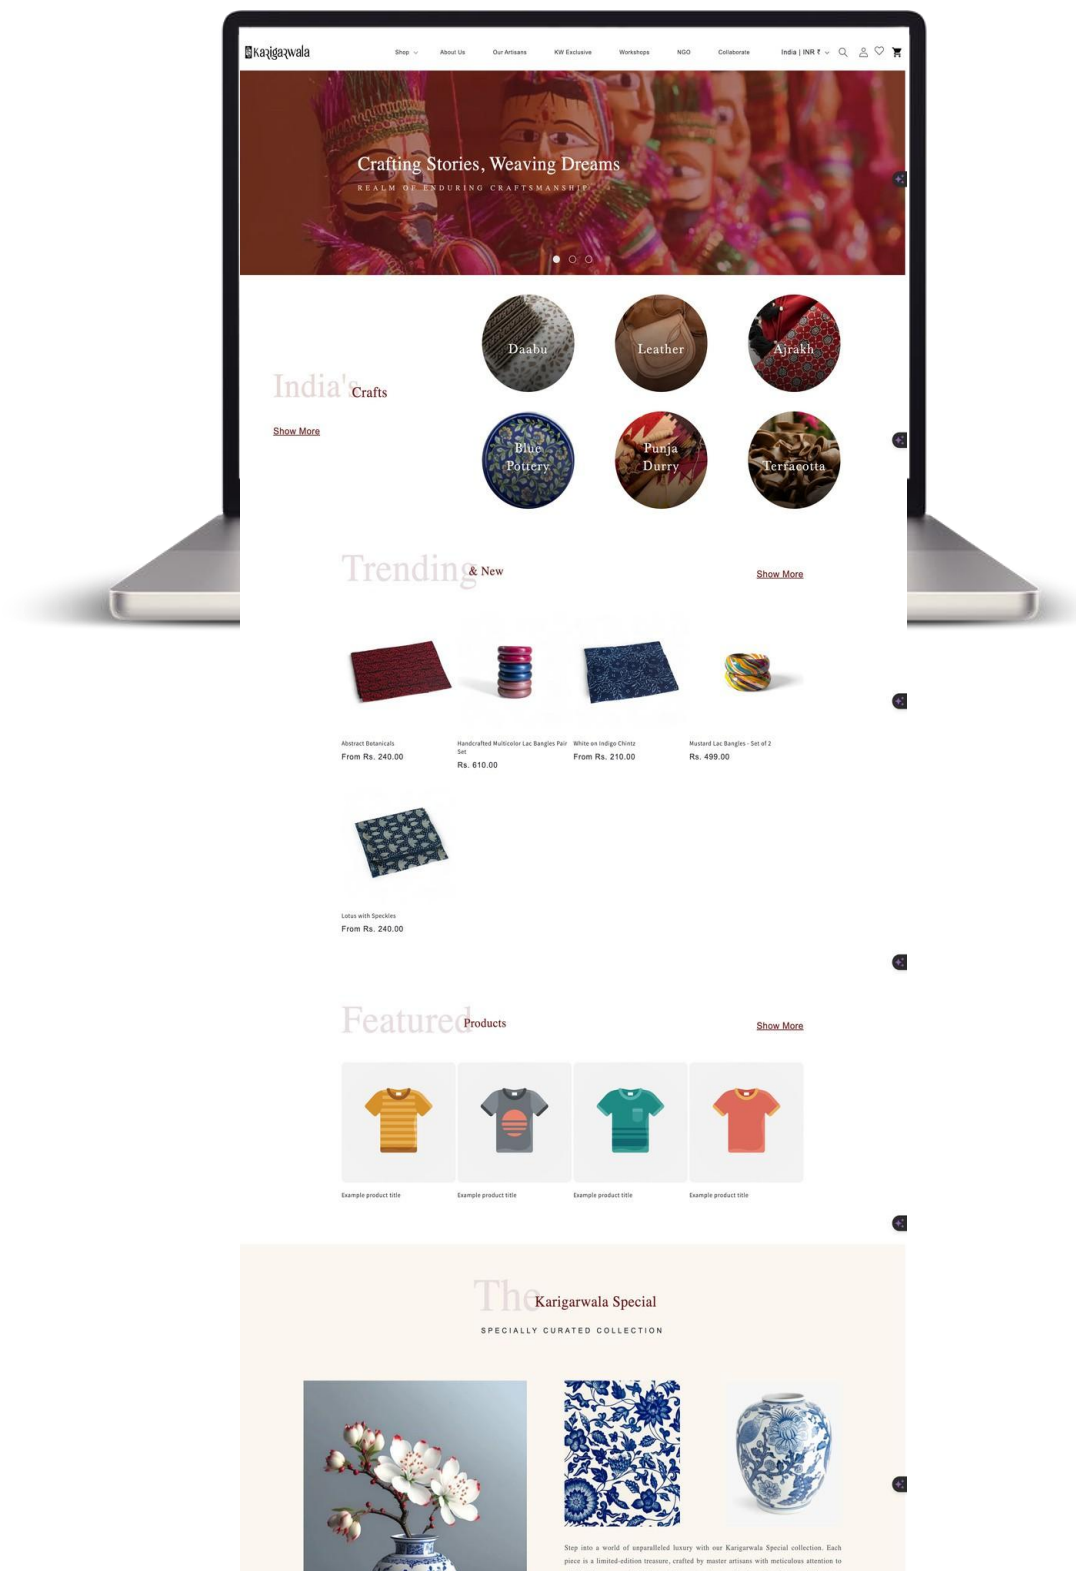 Karigarwala
Shop About Us Our Artisans KW Exclusive Workshops NGO Collaborate India | INR ₹
Crafting Stories, Weaving Dreams
REALM OF ENDURING CRAFTSMANSHIP
Daabu Leather Ajrakh
India's Crafts
Show More
Blue Pottery
Punja Durry
Terracotta
Trending & New
Show More
Abstract Botanicals
From Rs. 240.00
Handcrafted Multicolor Lac Bangles Pair
Set
Rs. 610.00
White on Indigo Chintz
From Rs. 210.00
Mustard Lac Bangles - Set of 2
Rs. 499.00
Lotus with Speckles
From Rs. 240.00
Featured Products
Show More
Example product title
Example product title
Example product title
Example product title
The Karigarwala Special
SPECIALLY CURATED COLLECTION
Step into a world of unparalleled luxury with our Karigarwala Special collection. Each
piece is a limited-edition treasure, crafted by master artisans with meticulous attention to